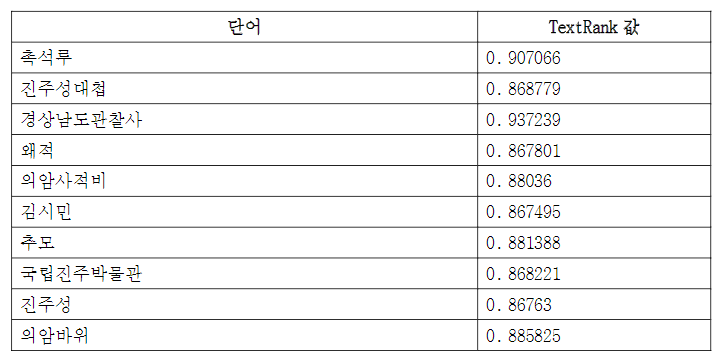 단어 TextRank 값
촉석루 0.907066
진주성대첩 0.868779
경상남도관찰사 0.937239
왜적 0.867801
의암사적비 0.88036
김시민 0.867495
추모 0.881388
국립진주박물관 0.868221
진주성 0.86763
의암바위 0.885825